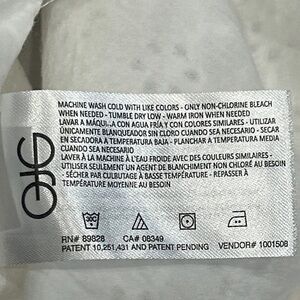 MACHINE WASH COLD WITH LIKE COLORS - ONLY NON-CHLORINE BLEACH
WHEN NEEDED - TUMBLE DRY LOW - WARM IRON WHEN NEEDED
LAVAR A MÁQUINA CON AGUA FRÍA Y CON COLORES SIMILARES - UTILIZAR
ÚNICAMENTE BLANQUEADOR SIN CLORO CUANDO SEA NECESARIO - SECAR
EN SECADORA A TEMPERATURA BAJA - PLANCHAR A TEMPERATURA MEDIA
CUANDO SEA NECESARIO
LAVER À LA MACHINE À L'EAU FROIDE AVEC DES COULEURS SIMILAIRES -
UTILISER SEULEMENT UN AGENT DE BLANCHIMENT NON CHLORÉ AU BESOIN
- SÉCHER PAR CULBUTAGE À BASSE TEMPÉRATURE - REPASSER À
TEMPÉRATURE MOYENNE AU BESOIN
30C
RN# 89828 CA# 08349
PATENT 10,251,431 AND PATENT PENDING VENDOR# 1001508